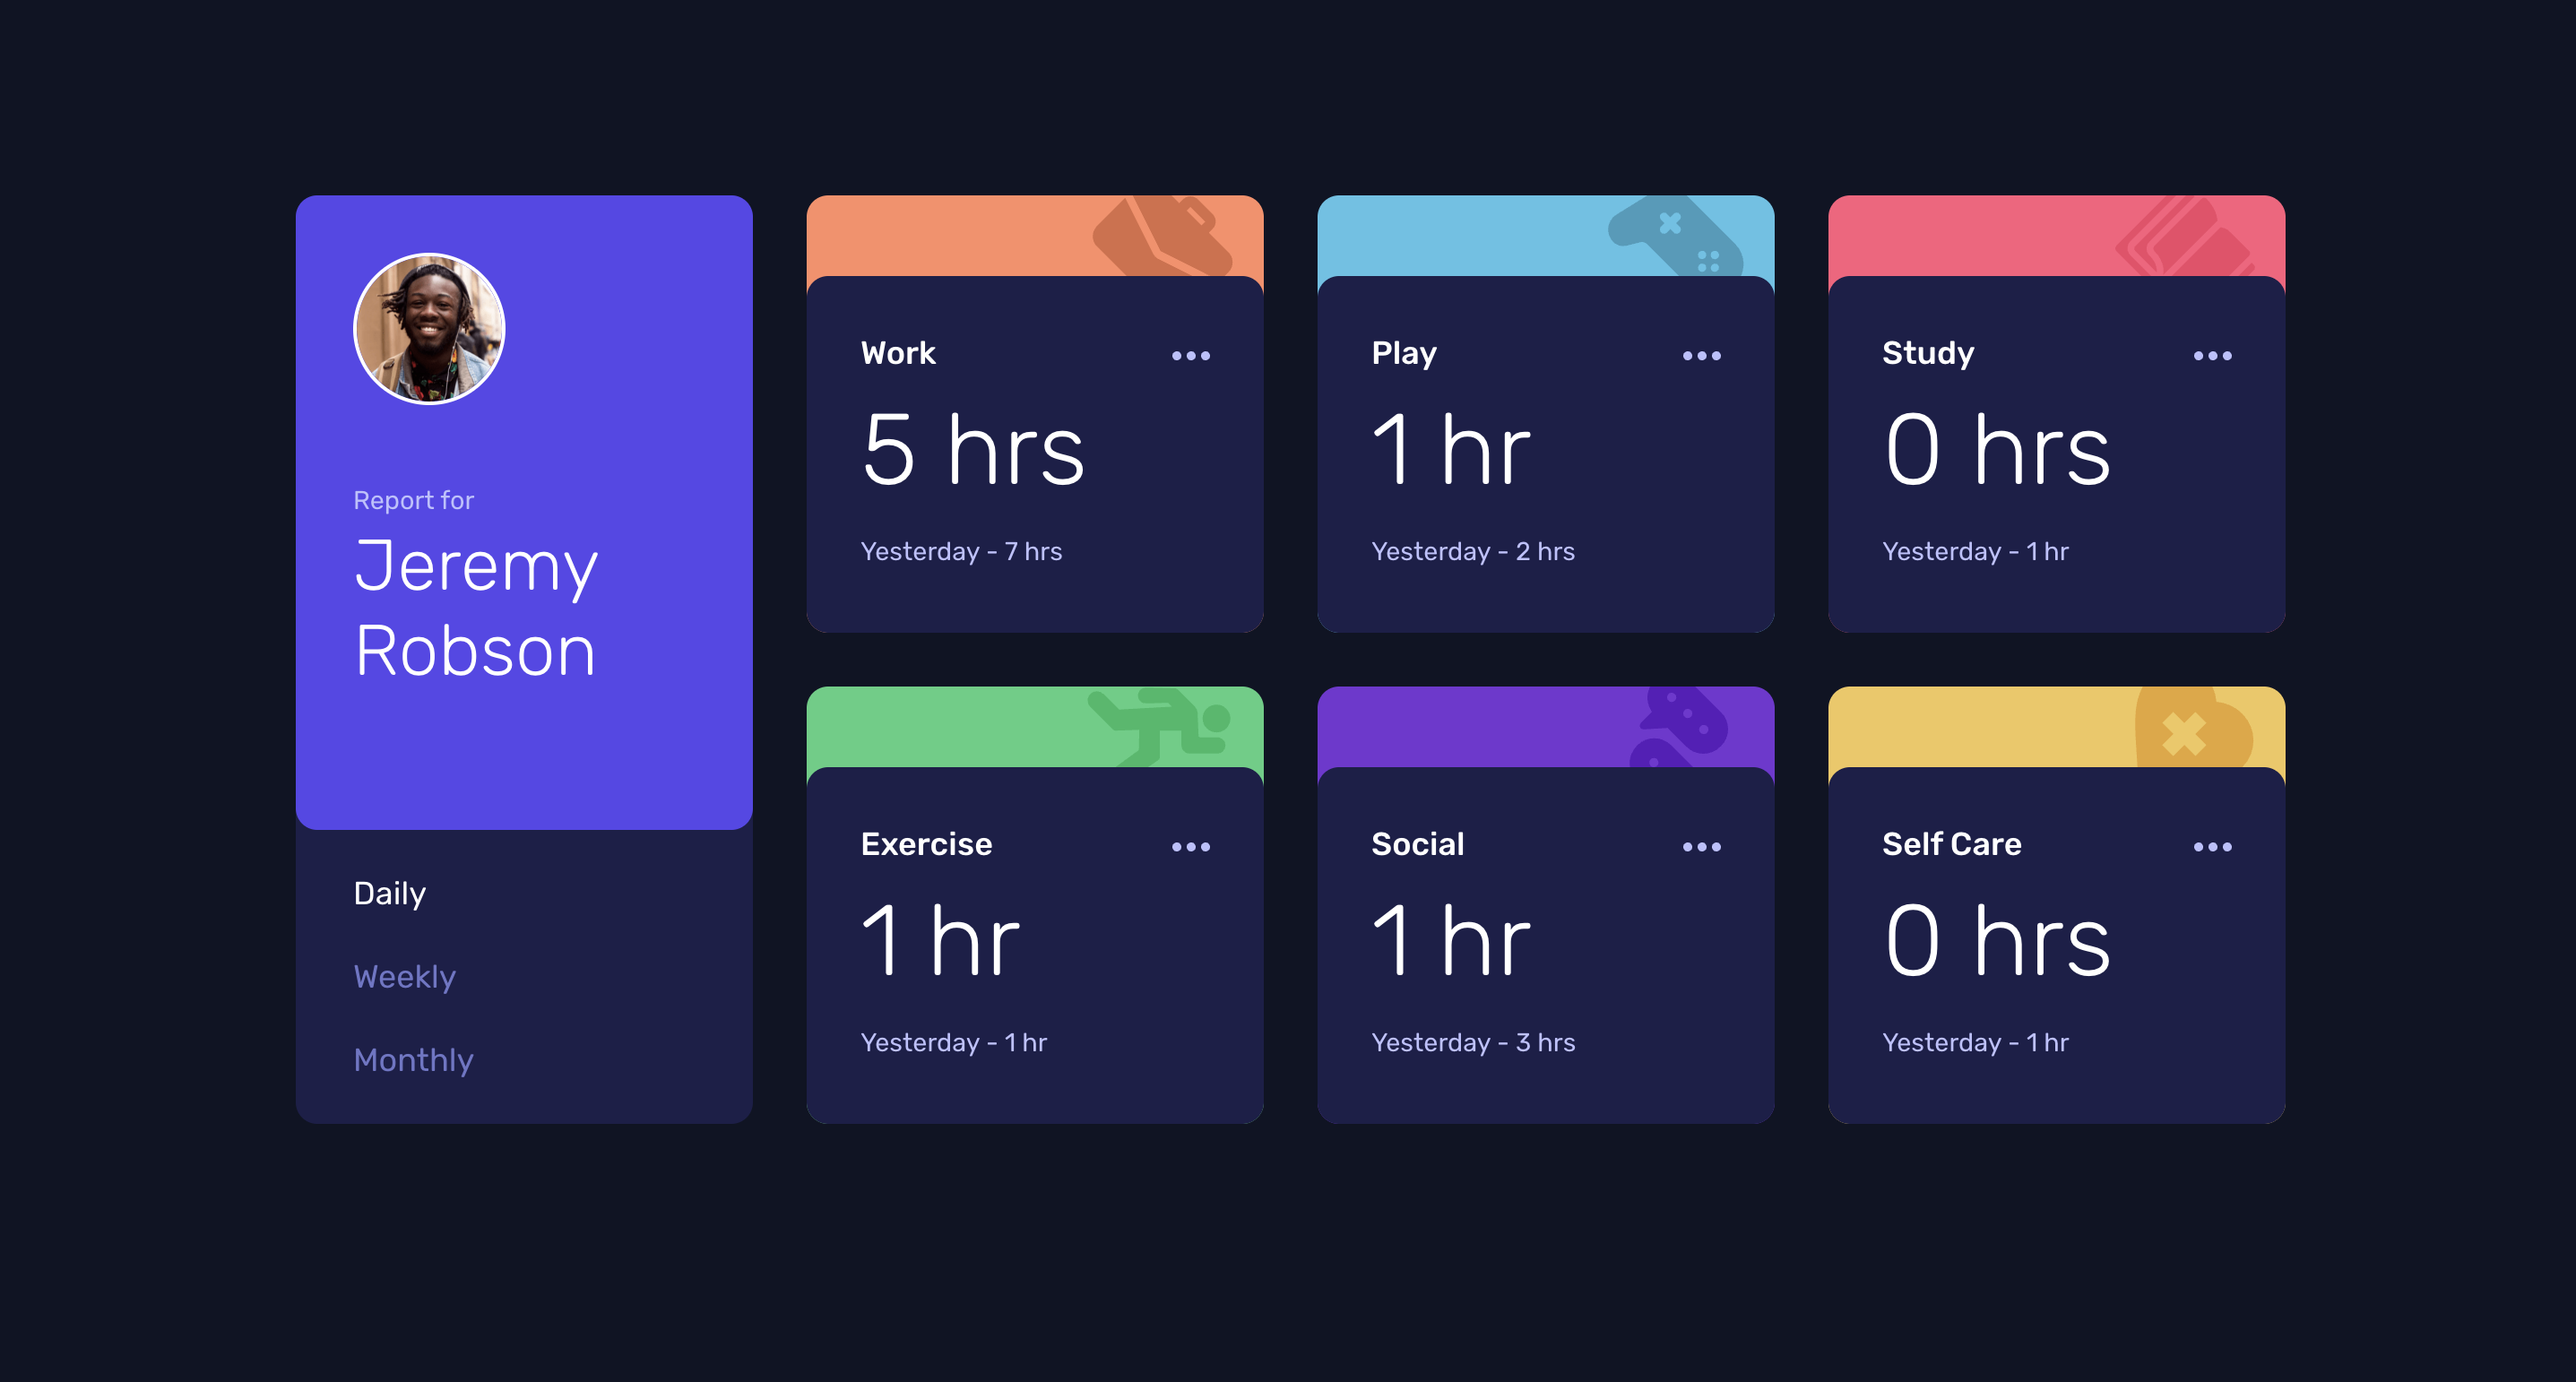 Report for
Jeremy
Robson
Daily
Weekly
Monthly
Work
5 hrs
Yesterday - 7 hrs
Play
1 hr
Yesterday - 2 hrs
Study
0 hrs
Yesterday - 1 hr
Exercise
1 hr
Yesterday - 1 hr
Social
1 hr
Yesterday - 3 hrs
Self Care
0 hrs
Yesterday - 1 hr